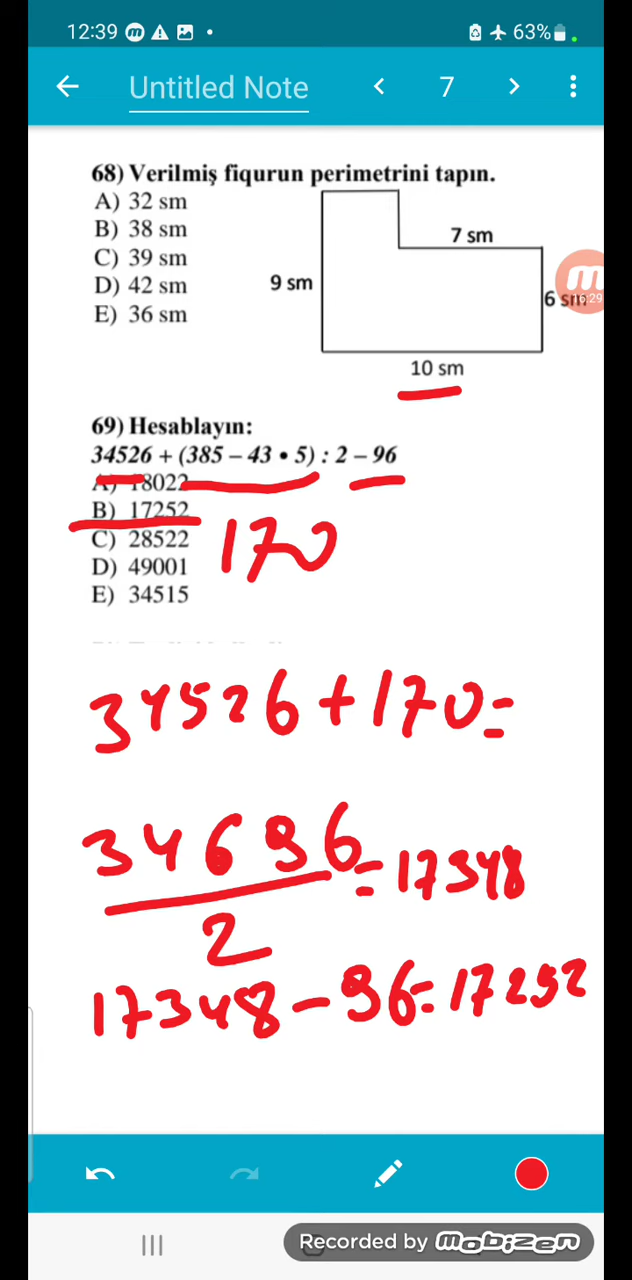 12:39 63%
Untitled Note < 7 >
68) Verilmiş fiqurun perimetrini tapın.
A) 32 sm
B) 38 sm
C) 39 sm
D) 42 sm
E) 36 sm
7 sm
9 sm
6 sm
16:29
10 sm
69) Hesablayın:
34526 + (385 – 43 • 5) : 2 – 96
A) 18022
B) 17252
C) 28522
D) 49001
E) 34515
170
34526+170=
34696
2
=17348
17348-96=17252
Recorded by mobizen